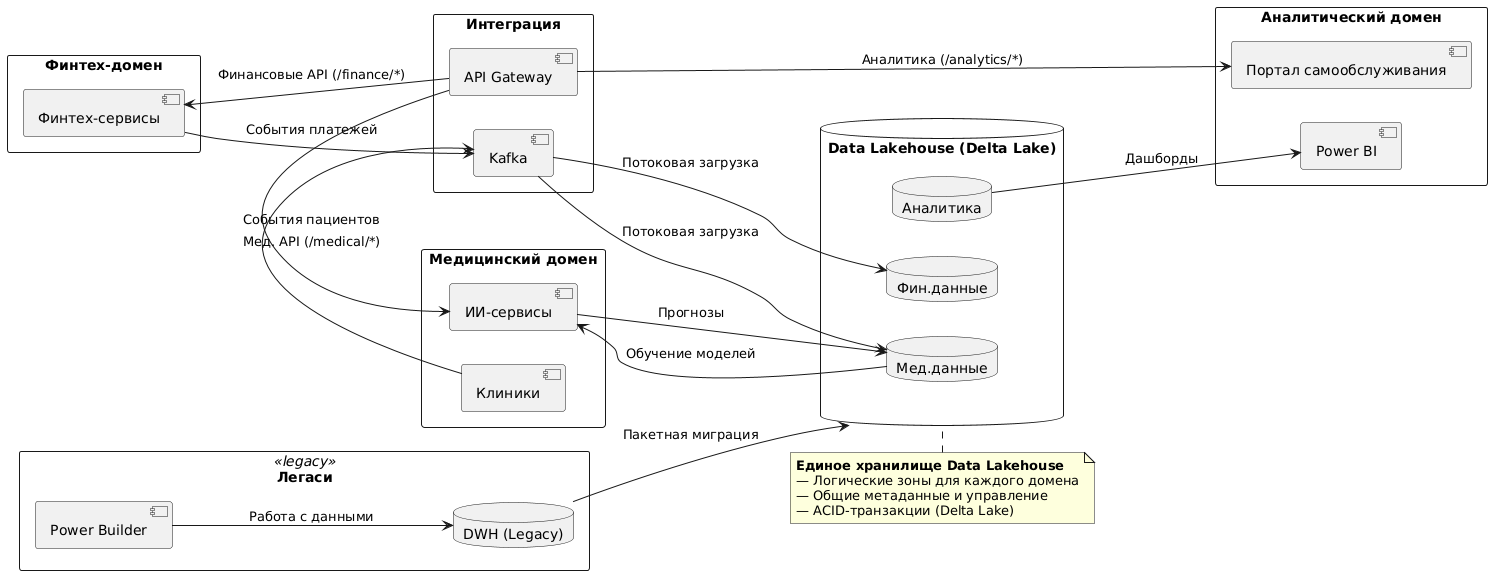 Финтех-домен
Финтех-сервисы
Финансовые API (/finance/*)
События платежей
Интеграция
API Gateway
Kafka
События пациентов
Мед. API (/medical/*)
Медицинский домен
ИИ-сервисы
Клиники
Аналитика (/analytics/*)
Потоковая загрузка
Потоковая загрузка
Прогнозы
Обучение моделей
Пакетная миграция
Data Lakehouse (Delta Lake)
Аналитика
Фин.данные
Мед.данные
Дашборды
Аналитический домен
Портал самообслуживания
Power BI
«legacy»
Легаси
Power Builder
Работа с данными
DWH (Legacy)
Единое хранилище Data Lakehouse
— Логические зоны для каждого домена
— Общие метаданные и управление
— ACID-транзакции (Delta Lake)